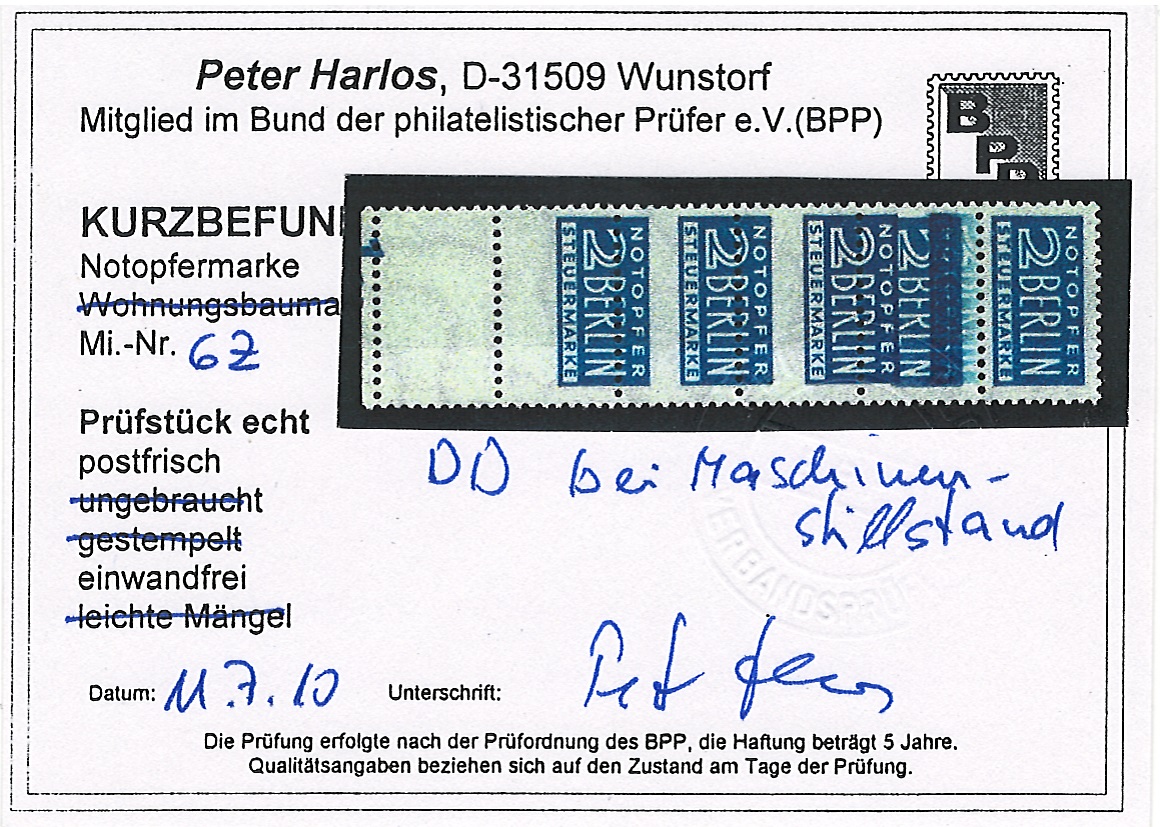 Peter Harlos, D-31509 Wunstorf
Mitglied im Bund der philatelistischer Prüfer e.V.(BPP)
BPP
KURZBEFUN
Notopfermarke
Wohnungsbauma
Mi.-Nr. 6Z
NOTOPFER
2 BERLIN
STEUERMARKE
NOTOPFER
2 BERLIN
STEUERMARKE
NOTOPFER
2 BERLIN
STEUERMARKE
2 BERLIN
NOTOPFER
2 BERLIN
STEUERMARKE
Prüfstück echt
postfrisch
ungebraucht
gestempelt
einwandfrei
leichte Mängel
DD bei Maschinen-
stillstand
Datum: 11.7.10 Unterschrift: Peter Harlos
Die Prüfung erfolgte nach der Prüfordnung des BPP, die Haftung beträgt 5 Jahre.
Qualitätsangaben beziehen sich auf den Zustand am Tage der Prüfung.